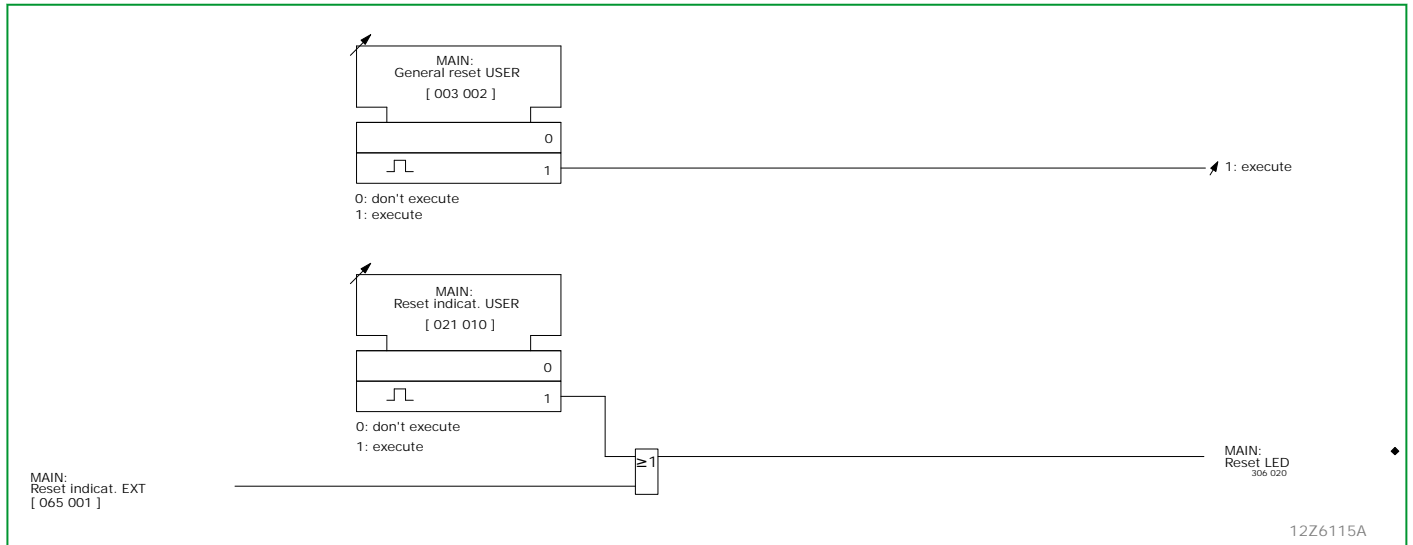 MAIN:
General reset USER
[ 003 002 ]
0
1
1: execute
0: don't execute
1: execute
MAIN:
Reset indicat. USER
[ 021 010 ]
0
1
0: don't execute
1: execute
≥1
MAIN:
Reset LED
306 020
MAIN:
Reset indicat. EXT
[ 065 001 ]
12Z6115A